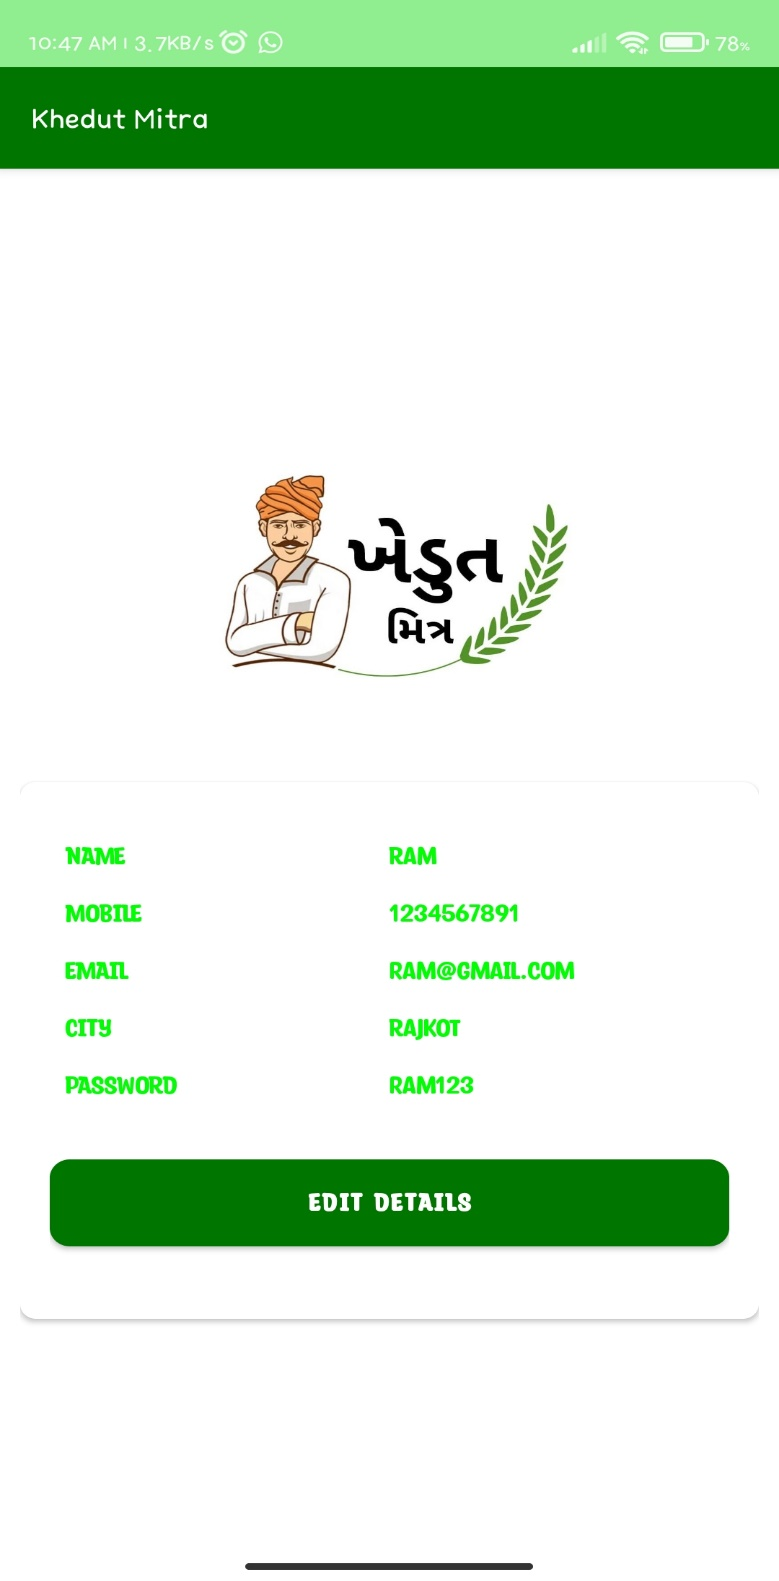 10:47 AM | 3.7KB/s 78%
Khedut Mitra
ખેડુત
મિત્ર
NAME RAM
MOBILE 1234567891
EMAIL RAM@GMAIL.COM
CITY RAJKOT
PASSWORD RAM123
EDIT DETAILS